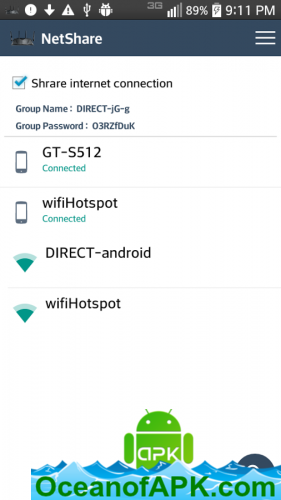 3G 89% 9:11 PM
NetShare
Shrare internet connection
Group Name : DIRECT-jG-g
Group Password : O3RZfDuK
GT-S512
Connected
wifiHotspot
Connected
DIRECT-android
wifiHotspot
APK
OceanofAPK.com